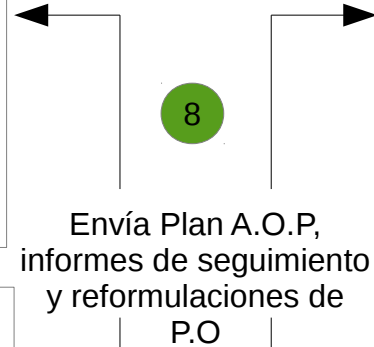 8
Envía Plan A.O.P,
informes de seguimiento
y reformulaciones de
P.O